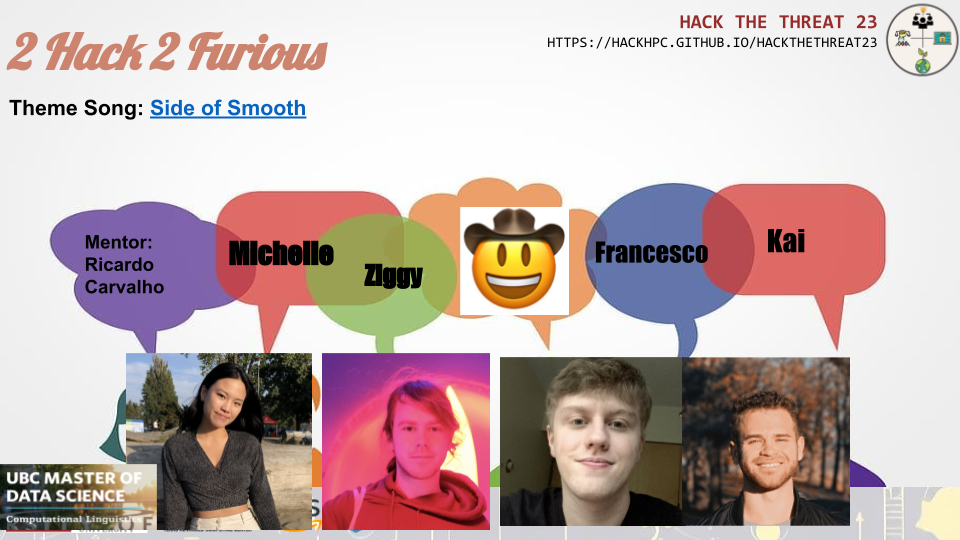 2 Hack 2 Furious
HACK THE THREAT 23
HTTPS://HACKHPC.GITHUB.IO/HACKTHETHREAT23
Theme Song: Side of Smooth
Mentor:
Ricardo
Carvalho
Michelle
Ziggy
Francesco
Kai
UBC MASTER OF
DATA SCIENCE
Computational Linguistics